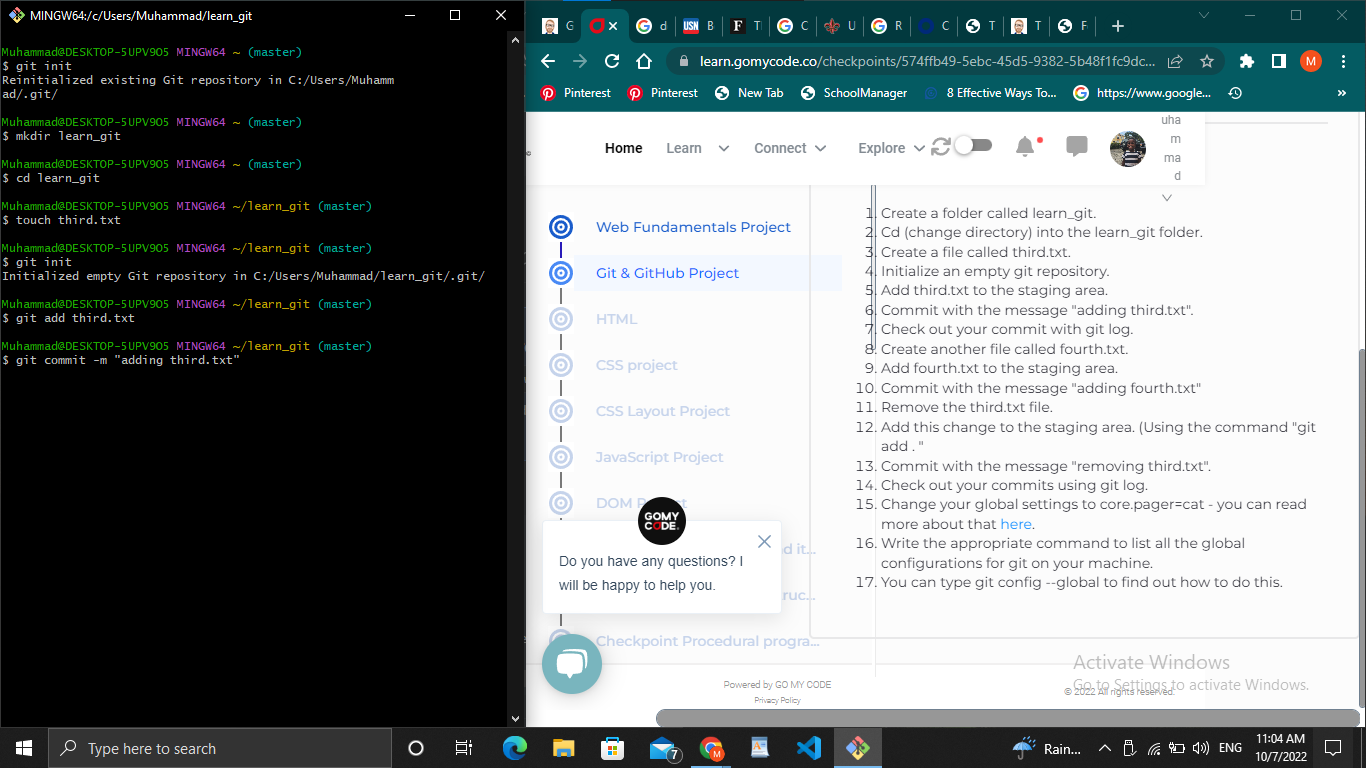 MINGW64:/c/Users/Muhammad/learn_git
Muhammad@DESKTOP-5UPV9O5 MINGW64 ~ (master)
$ git init
Reinitialized existing Git repository in C:/Users/Muhamm
ad/.git/
Muhammad@DESKTOP-5UPV9O5 MINGW64 ~ (master)
$ mkdir learn_git
Muhammad@DESKTOP-5UPV9O5 MINGW64 ~ (master)
$ cd learn_git
Muhammad@DESKTOP-5UPV9O5 MINGW64 ~/learn_git (master)
$ touch third.txt
Muhammad@DESKTOP-5UPV9O5 MINGW64 ~/learn_git (master)
$ git init
Initialized empty Git repository in C:/Users/Muhammad/learn_git/.git/
Muhammad@DESKTOP-5UPV9O5 MINGW64 ~/learn_git (master)
$ git add third.txt
Muhammad@DESKTOP-5UPV9O5 MINGW64 ~/learn_git (master)
$ git commit -m "adding third.txt"
G d USN B F T C U R C T T F
learn.gomycode.co/checkpoints/574ffb49-5ebc-45d5-9382-5b48f1fc9dc... M
Pinterest Pinterest New Tab SchoolManager 8 Effective Ways To... https://www.google... »
Home Learn Connect Explore
uha
m
ma
d
Web Fundamentals Project
Git & GitHub Project
HTML
CSS project
CSS Layout Project
JavaScript Project
DOM Project
d it...
ruc...
Checkpoint Procedural progra...
GOMY
CODE
Do you have any questions? I
will be happy to help you.
1. Create a folder called learn_git.
2. Cd (change directory) into the learn_git folder.
3. Create a file called third.txt.
4. Initialize an empty git repository.
5. Add third.txt to the staging area.
6. Commit with the message "adding third.txt".
7. Check out your commit with git log.
8. Create another file called fourth.txt.
9. Add fourth.txt to the staging area.
10. Commit with the message "adding fourth.txt"
11. Remove the third.txt file.
12. Add this change to the staging area. (Using the command "git
add . "
13. Commit with the message "removing third.txt".
14. Check out your commits using git log.
15. Change your global settings to core.pager=cat - you can read
more about that here.
16. Write the appropriate command to list all the global
configurations for git on your machine.
17. You can type git config --global to find out how to do this.
Activate Windows
Go to Settings to activate Windows.
Powered by GO MY CODE
Privacy Policy
© 2022 All rights reserved.
Type here to search
7
M
Rain...
ENG
11:04 AM
10/7/2022